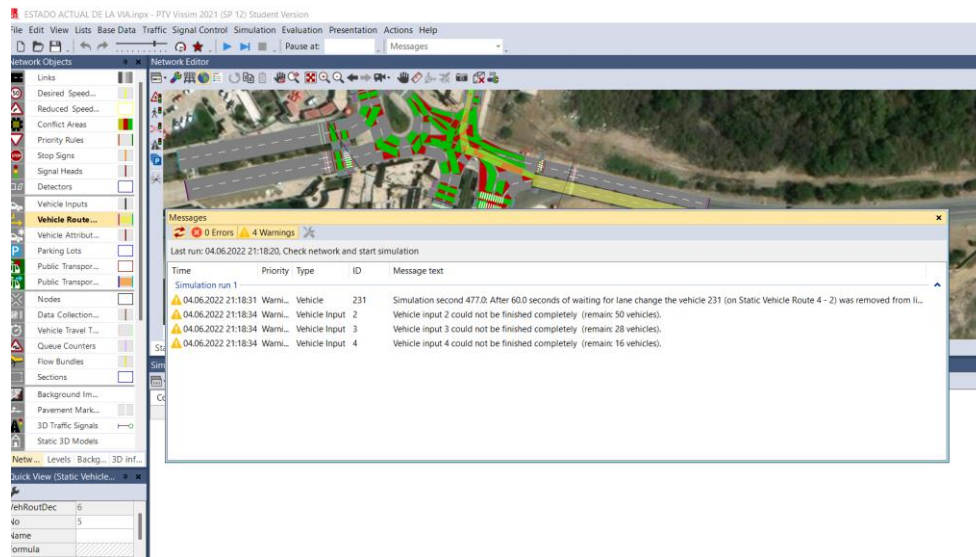 ESTADO ACTUAL DE LA VIA.inpx - PTV Vissim 2021 (SP 12) Student Version
File Edit View Lists Base Data Traffic Signal Control Simulation Evaluation Presentation Actions Help
Pause at: Messages
Network Objects
Network Editor
Links
Desired Speed...
Reduced Speed...
Conflict Areas
Priority Rules
Stop Signs
Signal Heads
Detectors
Vehicle Inputs
Vehicle Route...
Vehicle Attribut...
Parking Lots
Public Transpor...
Public Transpor...
Nodes
Data Collection...
Vehicle Travel T...
Queue Counters
Flow Bundles
Sections
Background Im...
Pavement Mark...
3D Traffic Signals
Static 3D Models
Netw... Levels Backg... 3D inf...
Quick View (Static Vehicle...
VehRoutDec 6
No 5
Name
Formula
Messages
0 Errors 4 Warnings
Last run: 04.06.2022 21:18:20, Check network and start simulation
Time Priority Type ID Message text
Simulation run 1
04.06.2022 21:18:31 Warni... Vehicle 231 Simulation second 477.0: After 60.0 seconds of waiting for lane change the vehicle 231 (on Static Vehicle Route 4 - 2) was removed from li...
04.06.2022 21:18:34 Warni... Vehicle Input 2 Vehicle input 2 could not be finished completely (remain: 50 vehicles).
04.06.2022 21:18:34 Warni... Vehicle Input 3 Vehicle input 3 could not be finished completely (remain: 28 vehicles).
04.06.2022 21:18:34 Warni... Vehicle Input 4 Vehicle input 4 could not be finished completely (remain: 16 vehicles).